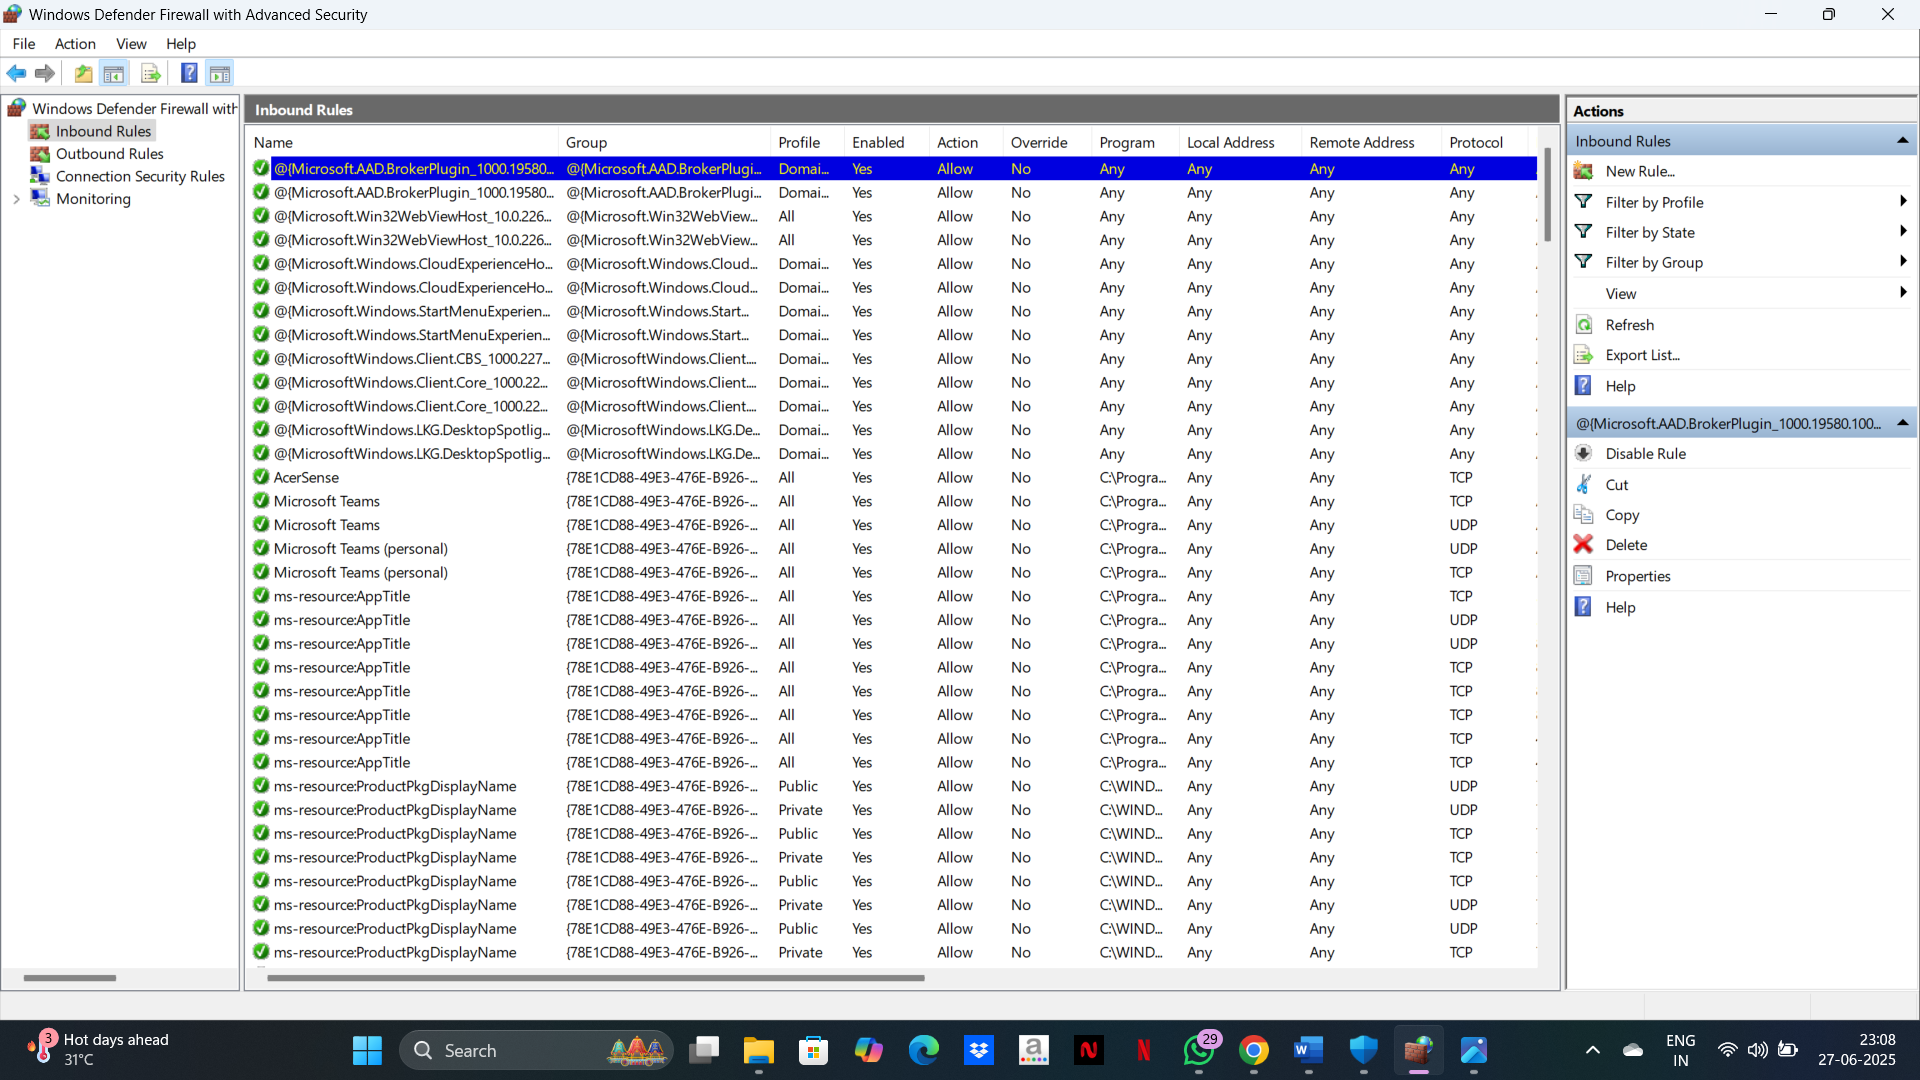 Windows Defender Firewall with Advanced Security
File Action View Help
Windows Defender Firewall with
Inbound Rules
Outbound Rules
Connection Security Rules
Monitoring
Inbound Rules
Name Group Profile Enabled Action Override Program Local Address Remote Address Protocol
@{Microsoft.AAD.BrokerPlugin_1000.19580... @{Microsoft.AAD.BrokerPlugi... Domai... Yes Allow No Any Any Any Any
@{Microsoft.AAD.BrokerPlugin_1000.19580... @{Microsoft.AAD.BrokerPlugi... Domai... Yes Allow No Any Any Any Any
@{Microsoft.Win32WebViewHost_10.0.226... @{Microsoft.Win32WebView... All Yes Allow No Any Any Any Any
@{Microsoft.Win32WebViewHost_10.0.226... @{Microsoft.Win32WebView... All Yes Allow No Any Any Any Any
@{Microsoft.Windows.CloudExperienceHo... @{Microsoft.Windows.Cloud... Domai... Yes Allow No Any Any Any Any
@{Microsoft.Windows.CloudExperienceHo... @{Microsoft.Windows.Cloud... Domai... Yes Allow No Any Any Any Any
@{Microsoft.Windows.StartMenuExperien... @{Microsoft.Windows.Start... Domai... Yes Allow No Any Any Any Any
@{Microsoft.Windows.StartMenuExperien... @{Microsoft.Windows.Start... Domai... Yes Allow No Any Any Any Any
@{MicrosoftWindows.Client.CBS_1000.227... @{MicrosoftWindows.Client.... Domai... Yes Allow No Any Any Any Any
@{MicrosoftWindows.Client.Core_1000.22... @{MicrosoftWindows.Client.... Domai... Yes Allow No Any Any Any Any
@{MicrosoftWindows.Client.Core_1000.22... @{MicrosoftWindows.Client.... Domai... Yes Allow No Any Any Any Any
@{MicrosoftWindows.LKG.DesktopSpotlig... @{MicrosoftWindows.LKG.De... Domai... Yes Allow No Any Any Any Any
@{MicrosoftWindows.LKG.DesktopSpotlig... @{MicrosoftWindows.LKG.De... Domai... Yes Allow No Any Any Any Any
AcerSense {78E1CD88-49E3-476E-B926-... All Yes Allow No C:\Progra... Any Any TCP
Microsoft Teams {78E1CD88-49E3-476E-B926-... All Yes Allow No C:\Progra... Any Any TCP
Microsoft Teams {78E1CD88-49E3-476E-B926-... All Yes Allow No C:\Progra... Any Any UDP
Microsoft Teams (personal) {78E1CD88-49E3-476E-B926-... All Yes Allow No C:\Progra... Any Any UDP
Microsoft Teams (personal) {78E1CD88-49E3-476E-B926-... All Yes Allow No C:\Progra... Any Any TCP
ms-resource:AppTitle {78E1CD88-49E3-476E-B926-... All Yes Allow No C:\Progra... Any Any TCP
ms-resource:AppTitle {78E1CD88-49E3-476E-B926-... All Yes Allow No C:\Progra... Any Any UDP
ms-resource:AppTitle {78E1CD88-49E3-476E-B926-... All Yes Allow No C:\Progra... Any Any UDP
ms-resource:AppTitle {78E1CD88-49E3-476E-B926-... All Yes Allow No C:\Progra... Any Any TCP
ms-resource:AppTitle {78E1CD88-49E3-476E-B926-... All Yes Allow No C:\Progra... Any Any TCP
ms-resource:AppTitle {78E1CD88-49E3-476E-B926-... All Yes Allow No C:\Progra... Any Any TCP
ms-resource:AppTitle {78E1CD88-49E3-476E-B926-... All Yes Allow No C:\Progra... Any Any TCP
ms-resource:AppTitle {78E1CD88-49E3-476E-B926-... All Yes Allow No C:\Progra... Any Any TCP
ms-resource:ProductPkgDisplayName {78E1CD88-49E3-476E-B926-... Public Yes Allow No C:\WIND... Any Any UDP
ms-resource:ProductPkgDisplayName {78E1CD88-49E3-476E-B926-... Private Yes Allow No C:\WIND... Any Any UDP
ms-resource:ProductPkgDisplayName {78E1CD88-49E3-476E-B926-... Public Yes Allow No C:\WIND... Any Any TCP
ms-resource:ProductPkgDisplayName {78E1CD88-49E3-476E-B926-... Private Yes Allow No C:\WIND... Any Any TCP
ms-resource:ProductPkgDisplayName {78E1CD88-49E3-476E-B926-... Public Yes Allow No C:\WIND... Any Any TCP
ms-resource:ProductPkgDisplayName {78E1CD88-49E3-476E-B926-... Private Yes Allow No C:\WIND... Any Any UDP
ms-resource:ProductPkgDisplayName {78E1CD88-49E3-476E-B926-... Public Yes Allow No C:\WIND... Any Any UDP
ms-resource:ProductPkgDisplayName {78E1CD88-49E3-476E-B926-... Private Yes Allow No C:\WIND... Any Any TCP
Actions
Inbound Rules
New Rule...
Filter by Profile
Filter by State
Filter by Group
View
Refresh
Export List...
Help
@{Microsoft.AAD.BrokerPlugin_1000.19580.100...
Disable Rule
Cut
Copy
Delete
Properties
Help
3
Hot days ahead
31°C
Search
29
ENG
IN
23:08
27-06-2025